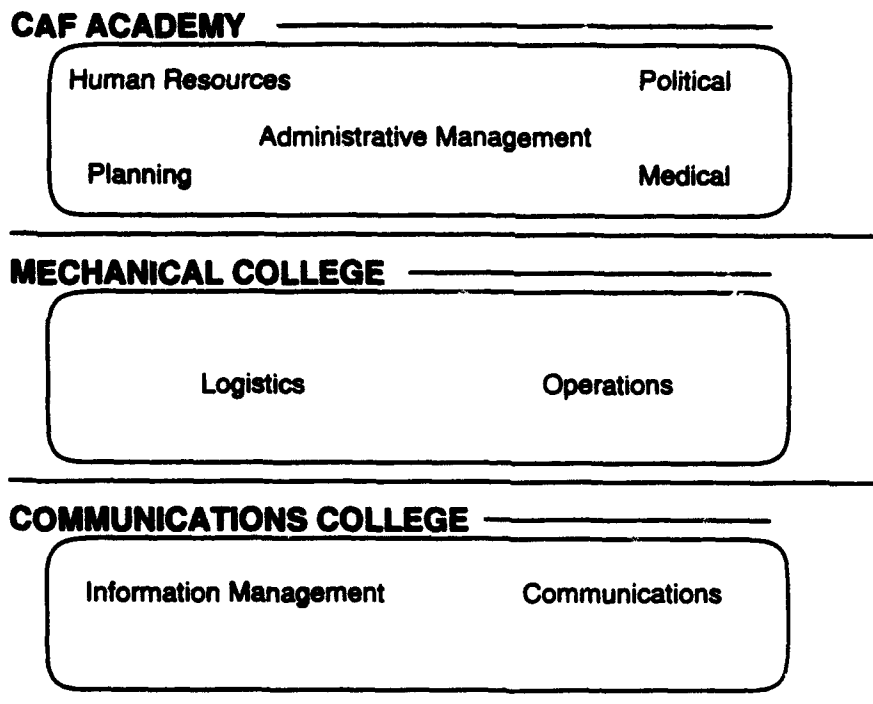 CAF ACADEMY
Human Resources Political
Administrative Management
Planning Medical
MECHANICAL COLLEGE
Logistics Operations
COMMUNICATIONS COLLEGE
Information Management Communications